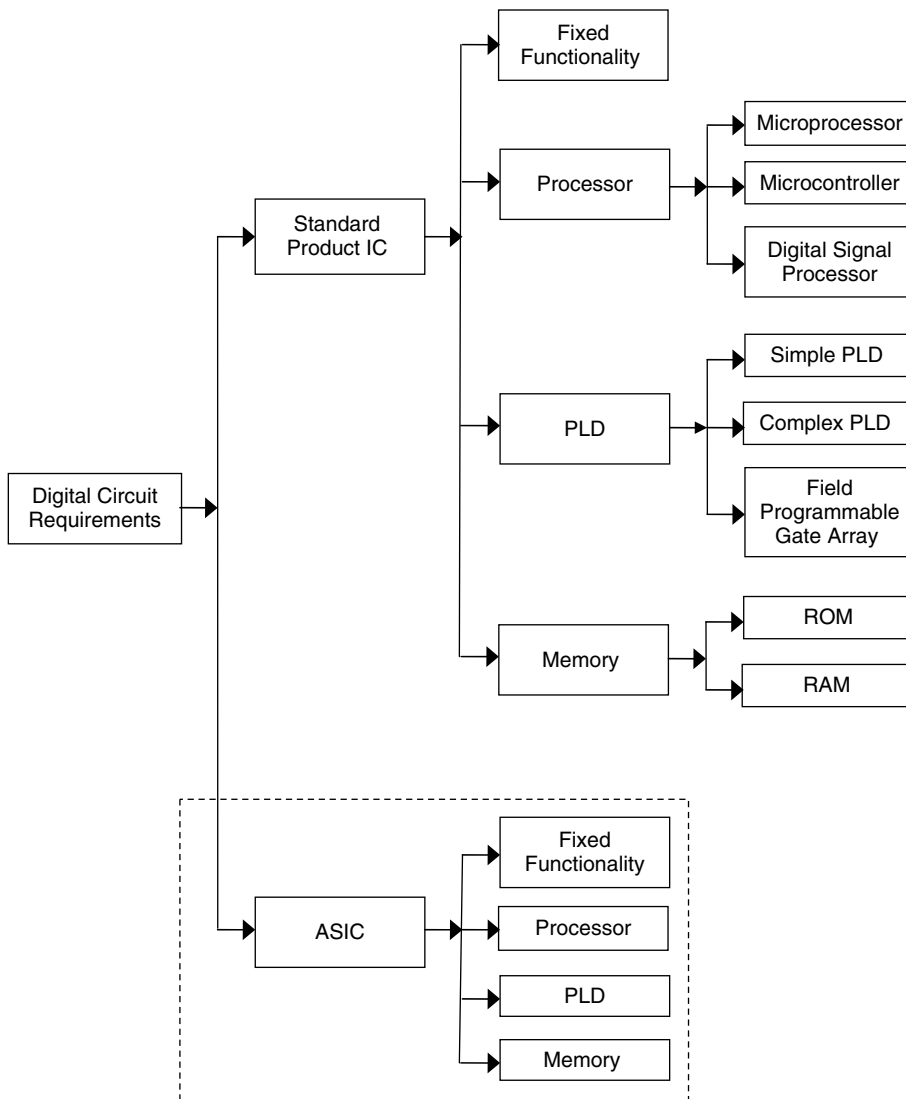 Fixed
Functionality
Microprocessor
Processor
Microcontroller
Standard
Product IC
Digital Signal
Processor
Simple PLD
PLD
Complex PLD
Digital Circuit
Requirements
Field
Programmable
Gate Array
ROM
Memory
RAM
Fixed
Functionality
ASIC
Processor
PLD
Memory